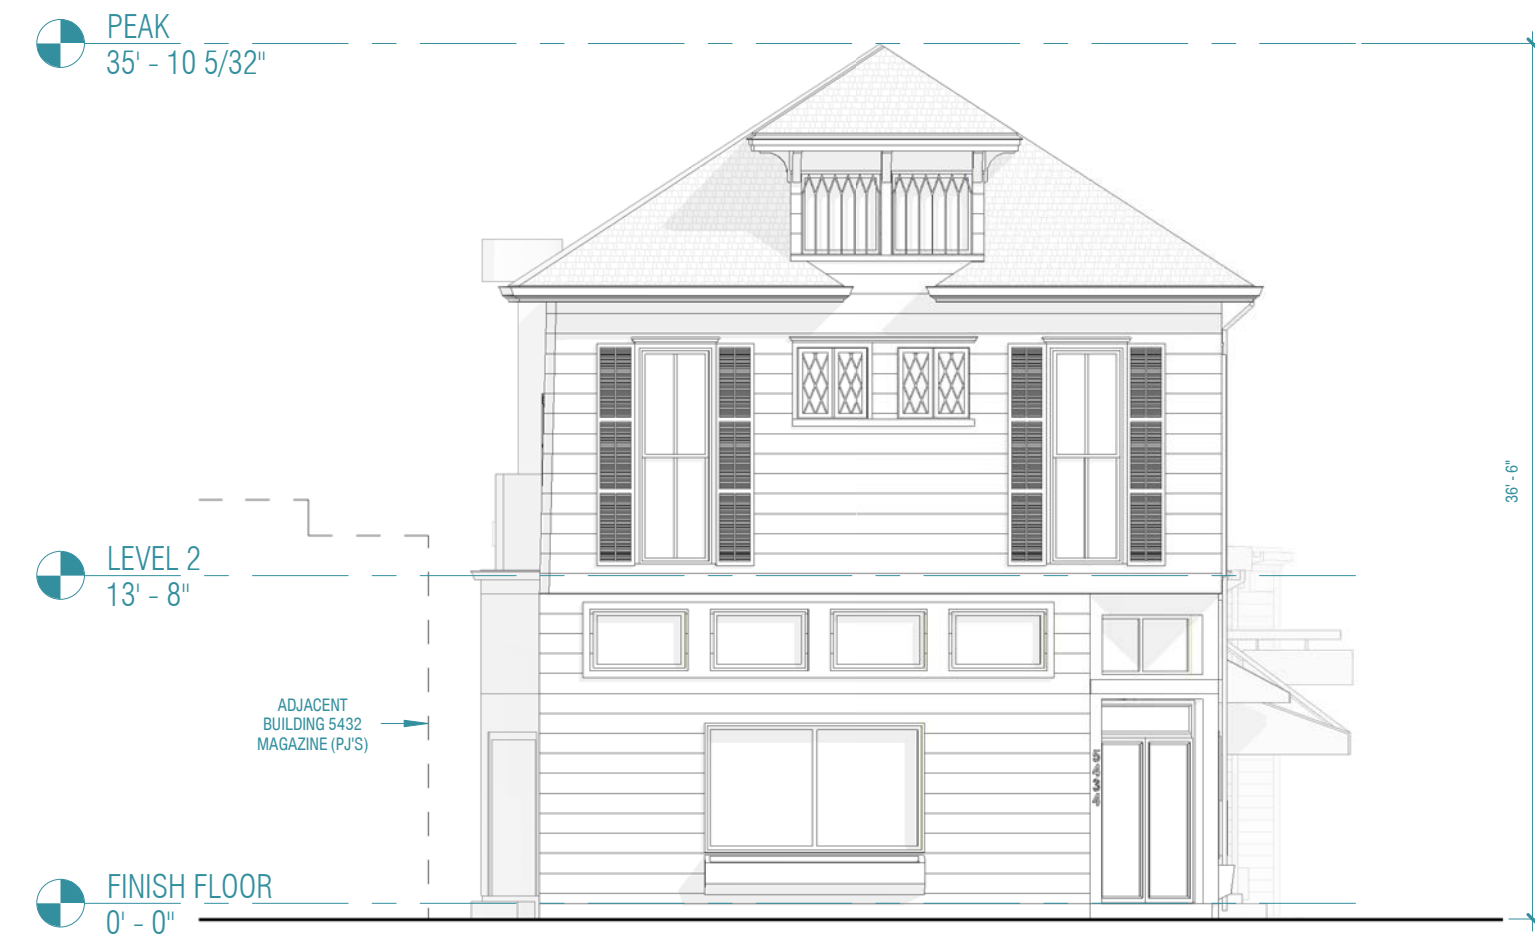 PEAK
35' - 10 5/32"
36' - 6"
LEVEL 2
13' - 8"
ADJACENT
BUILDING 5432
MAGAZINE (PJ'S)
5434
FINISH FLOOR
0' - 0"